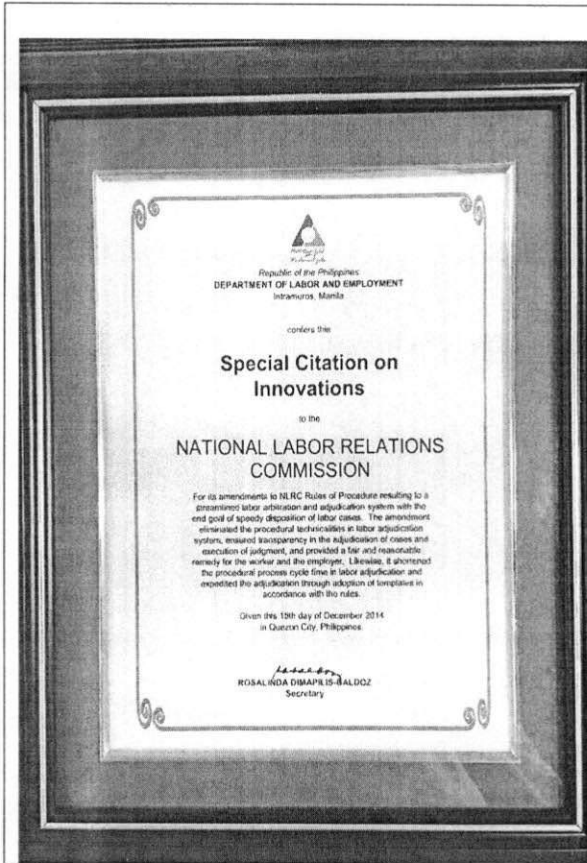 Republic of the Philippines
DEPARTMENT OF LABOR AND EMPLOYMENT
Intramuros, Manila
confers this
Special Citation on
Innovations
to the
NATIONAL LABOR RELATIONS
COMMISSION
For its amendments to NLRC Rules of Procedure resulting to a
streamlined labor arbitration and adjudication system with the
end goal of speedy disposition of labor cases. The amendment
eliminated the procedural technicalities in labor adjudication
system, ensured transparency in the adjudication of cases and
execution of judgment, and provided a fair and reasonable
remedy for the worker and the employer. Likewise, it shortened
the procedural process cycle time in labor adjudication and
expedited the adjudication through adoption of templates in
accordance with the rules.
Given this 15th day of December 2014
in Quezon City, Philippines.
ROSALINDA DIMAPILIS-BALDOZ
Secretary